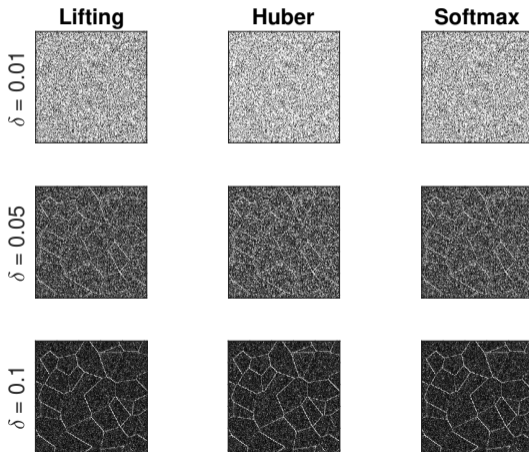 Lifting Huber Softmax
δ = 0.01
δ = 0.05
δ = 0.1